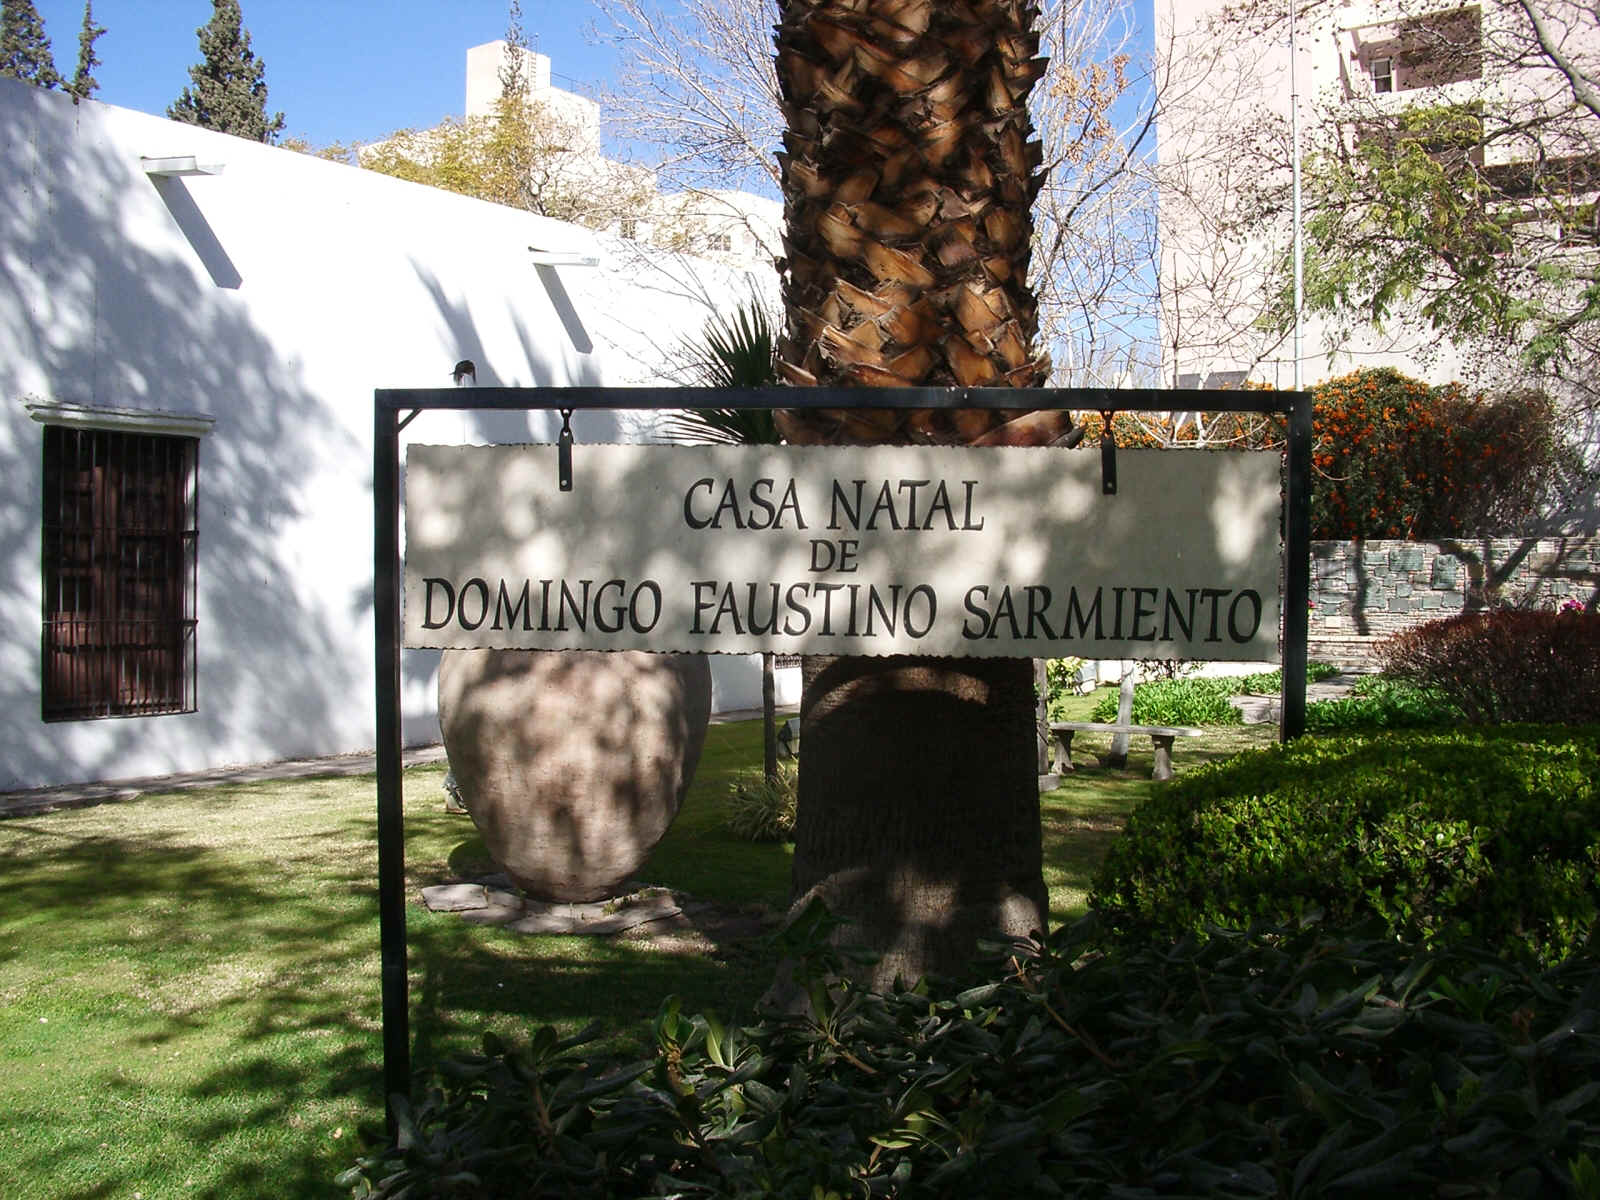 CASA NATAL
DE
DOMINGO FAUSTINO SARMIENTO